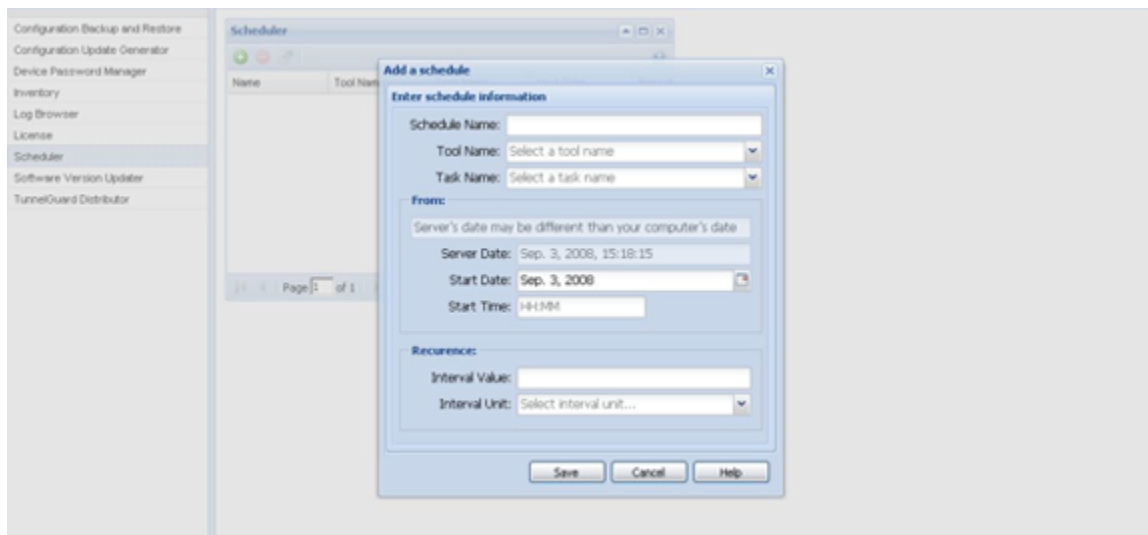 Configuration Backup and Restore
Configuration Update Generator
Device Password Manager
Inventory
Log Browser
License
Scheduler
Software Version Updater
TunnelGuard Distributor
Scheduler
Name
Tool Nam
Page 1 of 1
Add a schedule
Enter schedule information
Schedule Name:
Tool Name: Select a tool name
Task Name: Select a task name
From:
Server's date may be different than your computer's date
Server Date: Sep. 3, 2008, 15:18:15
Start Date: Sep. 3, 2008
Start Time: HH:MM
Recurence:
Interval Value:
Interval Unit: Select interval unit...
Save Cancel Help